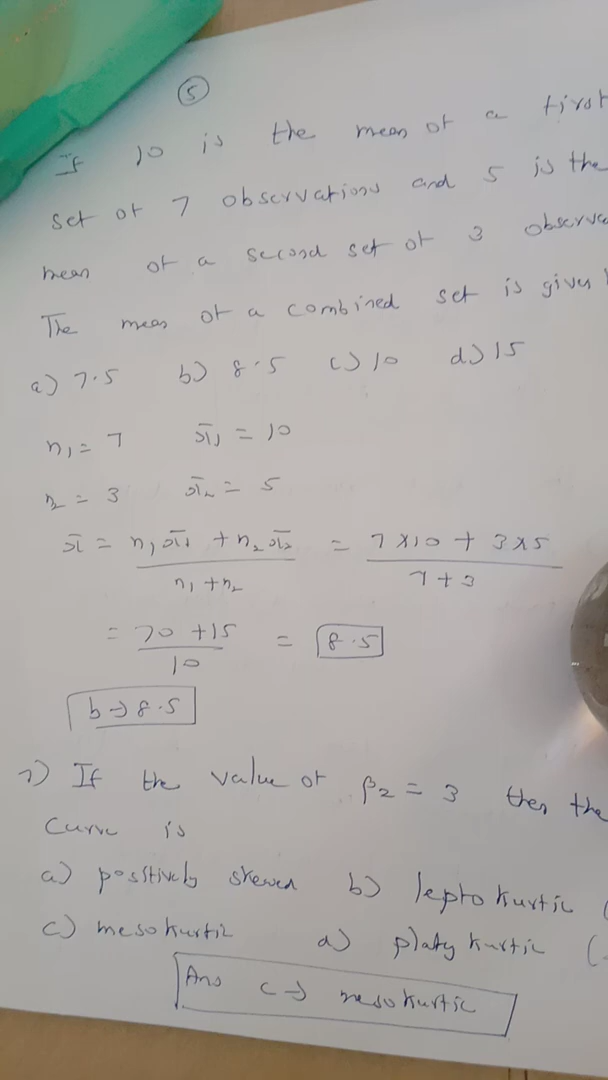 5
If 10 is the mean of a first
set of 7 observations and 5 is the
mean of a second set of 3 observa
The mean of a combined set is given
a) 7.5 b) 8.5 c) 10 d) 15
n₁ = 7 x̄₁ = 10
n₂ = 3 x̄₂ = 5
x̄ = n₁x̄₁ + n₂x̄₂ / n₁ + n₂ = 7 x 10 + 3 x 5 / 7 + 3
= 70 + 15 / 10 = 8.5
b → 8.5
7) If the value of β₂ = 3 then the
curve is
a) positively skewed b) leptokurtic (
c) mesokurtic d) platykurtic (
Ans c → mesokurtic